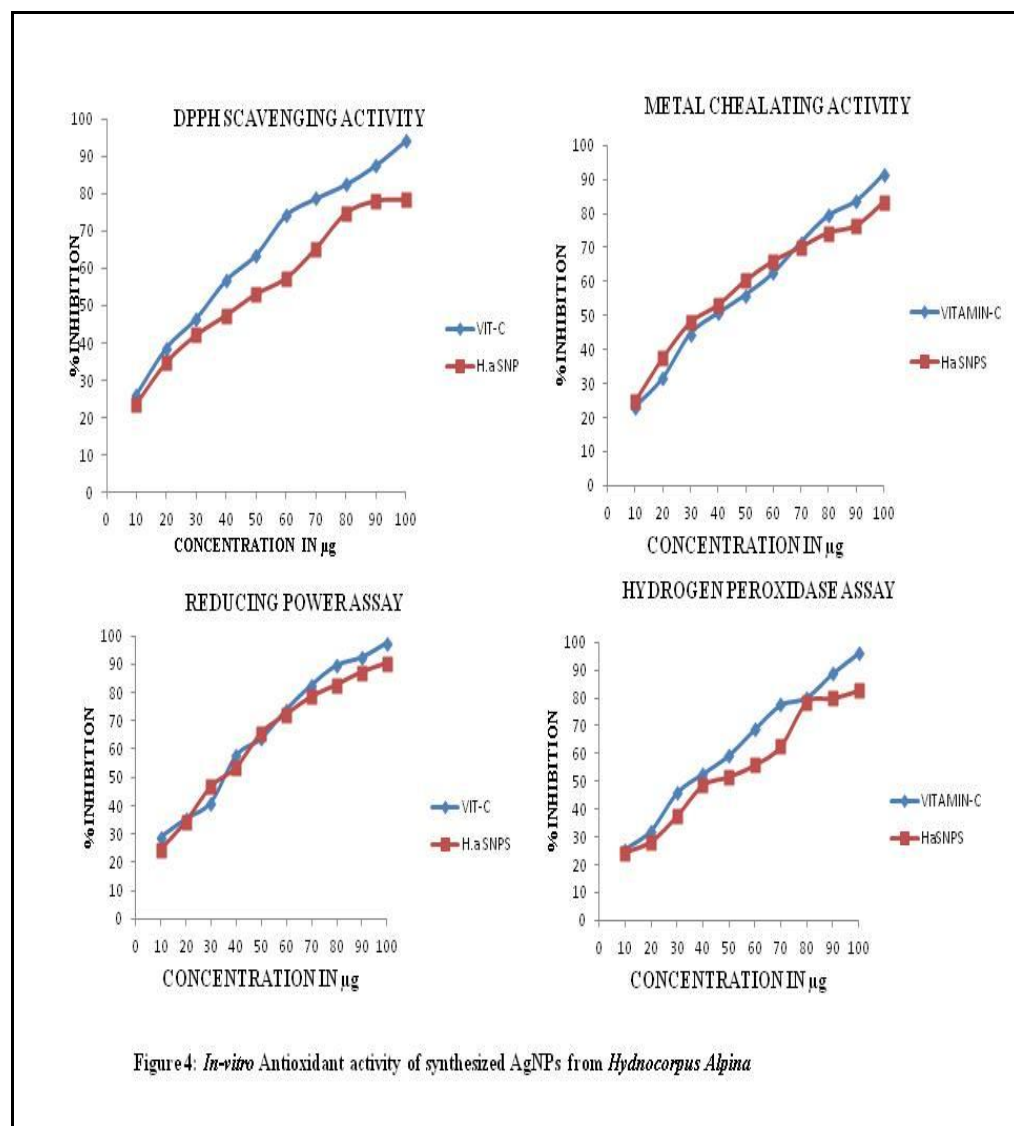 DPPH SCAVENGING ACTIVITY
100
90
80
70
60
50
40
30
20
10
0
%INHIBITION
0 10 20 30 40 50 60 70 80 90 100
CONCENTRATION IN µg
VIT-C
H.a SNP
METAL CHEALATING ACTIVITY
100
90
80
70
60
50
40
30
20
10
0
%INHIBITION
0 10 20 30 40 50 60 70 80 90 100
CONCENTRATION IN µg
VITAMIN-C
Ha SNPS
REDUCING POWER ASSAY
100
90
80
70
60
50
40
30
20
10
0
%INHIBITION
0 10 20 30 40 50 60 70 80 90 100
CONCENTRATION IN µg
VIT-C
H.a SNPS
HYDROGEN PEROXIDASE ASSAY
100
90
80
70
60
50
40
30
20
10
0
%INHIBITION
0 10 20 30 40 50 60 70 80 90 100
CONCENTRATION IN µg
VITAMIN-C
HaSNPS
Figure 4: In-vitro Antioxidant activity of synthesized AgNPs from Hydnocorpus Alpina